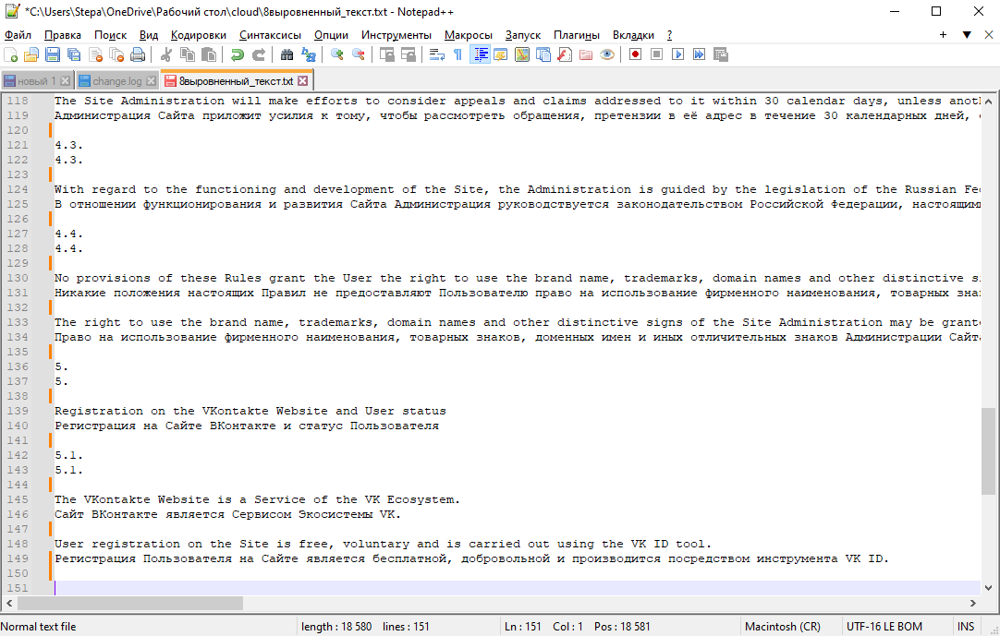 *C:\Users\Stepa\OneDrive\Рабочий стол\cloud\8выровненный_текст.txt - Notepad++
Файл Правка Поиск Вид Кодировки Синтаксисы Опции Инструменты Макросы Запуск Плагины Вкладки ?
новый 1 change.log 8выровненный_текст.txt
118 The Site Administration will make efforts to consider appeals and claims addressed to it within 30 calendar days, unless
119 Администрация Сайта приложит усилия к тому, чтобы рассмотреть обращения, претензии в её адрес в течение 30 календарных дней,
120
121 4.3.
122 4.3.
123
124 With regard to the functioning and development of the Site, the Administration is guided by the legislation of the Russian
125 В отношении функционирования и развития Сайта Администрация руководствуется законодательством Российской Федерации,
126
127 4.4.
128 4.4.
129
130 No provisions of these Rules grant the User the right to use the brand name, trademarks, domain names and other distinctive
131 Никакие положения настоящих Правил не предоставляют Пользователю право на использование фирменного наименования, товарных
132
133 The right to use the brand name, trademarks, domain names and other distinctive signs of the Site Administration may be
134 Право на использование фирменного наименования, товарных знаков, доменных имен и иных отличительных знаков Администрации
135
136 5.
137 5.
138
139 Registration on the VKontakte Website and User status
140 Регистрация на Сайте ВКонтакте и статус Пользователя
141
142 5.1.
143 5.1.
144
145 The VKontakte Website is a Service of the VK Ecosystem.
146 Сайт ВКонтакте является Сервисом Экосистемы VK.
147
148 User registration on the Site is free, voluntary and is carried out using the VK ID tool.
149 Регистрация Пользователя на Сайте является бесплатной, добровольной и производится посредством инструмента VK ID.
150
151
Normal text file length : 18 580 lines : 151 Ln : 151 Col : 1 Pos : 18 581 Macintosh (CR) UTF-16 LE BOM INS